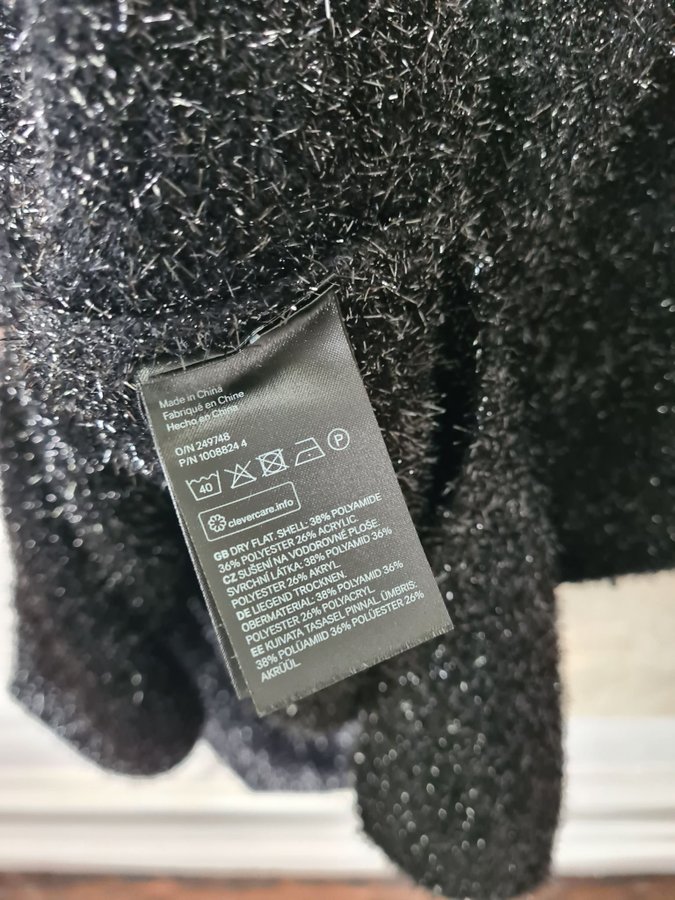 Made in China
Fabriqué en Chine
Hecho en China
O/N 249748
P/N 1008824 4
40 P
clevercare.info
GB DRY FLAT. SHELL: 38% POLYAMIDE
36% POLYESTER 26% ACRYLIC.
CZ SUŠENÍ NA VODOROVNÉ PLOŠE.
SVRCHNÍ LÁTKA: 38% POLYAMID 36%
POLYESTER 26% AKRYL.
DE LIEGEND TROCKNEN.
OBERMATERIAL: 38% POLYAMID 36%
POLYESTER 26% POLYACRYL.
EE KUIVATA TASASEL PINNAL. ÜMBRIS:
38% POLÜAMIID 36% POLÜESTER 26%
AKRÜÜL.